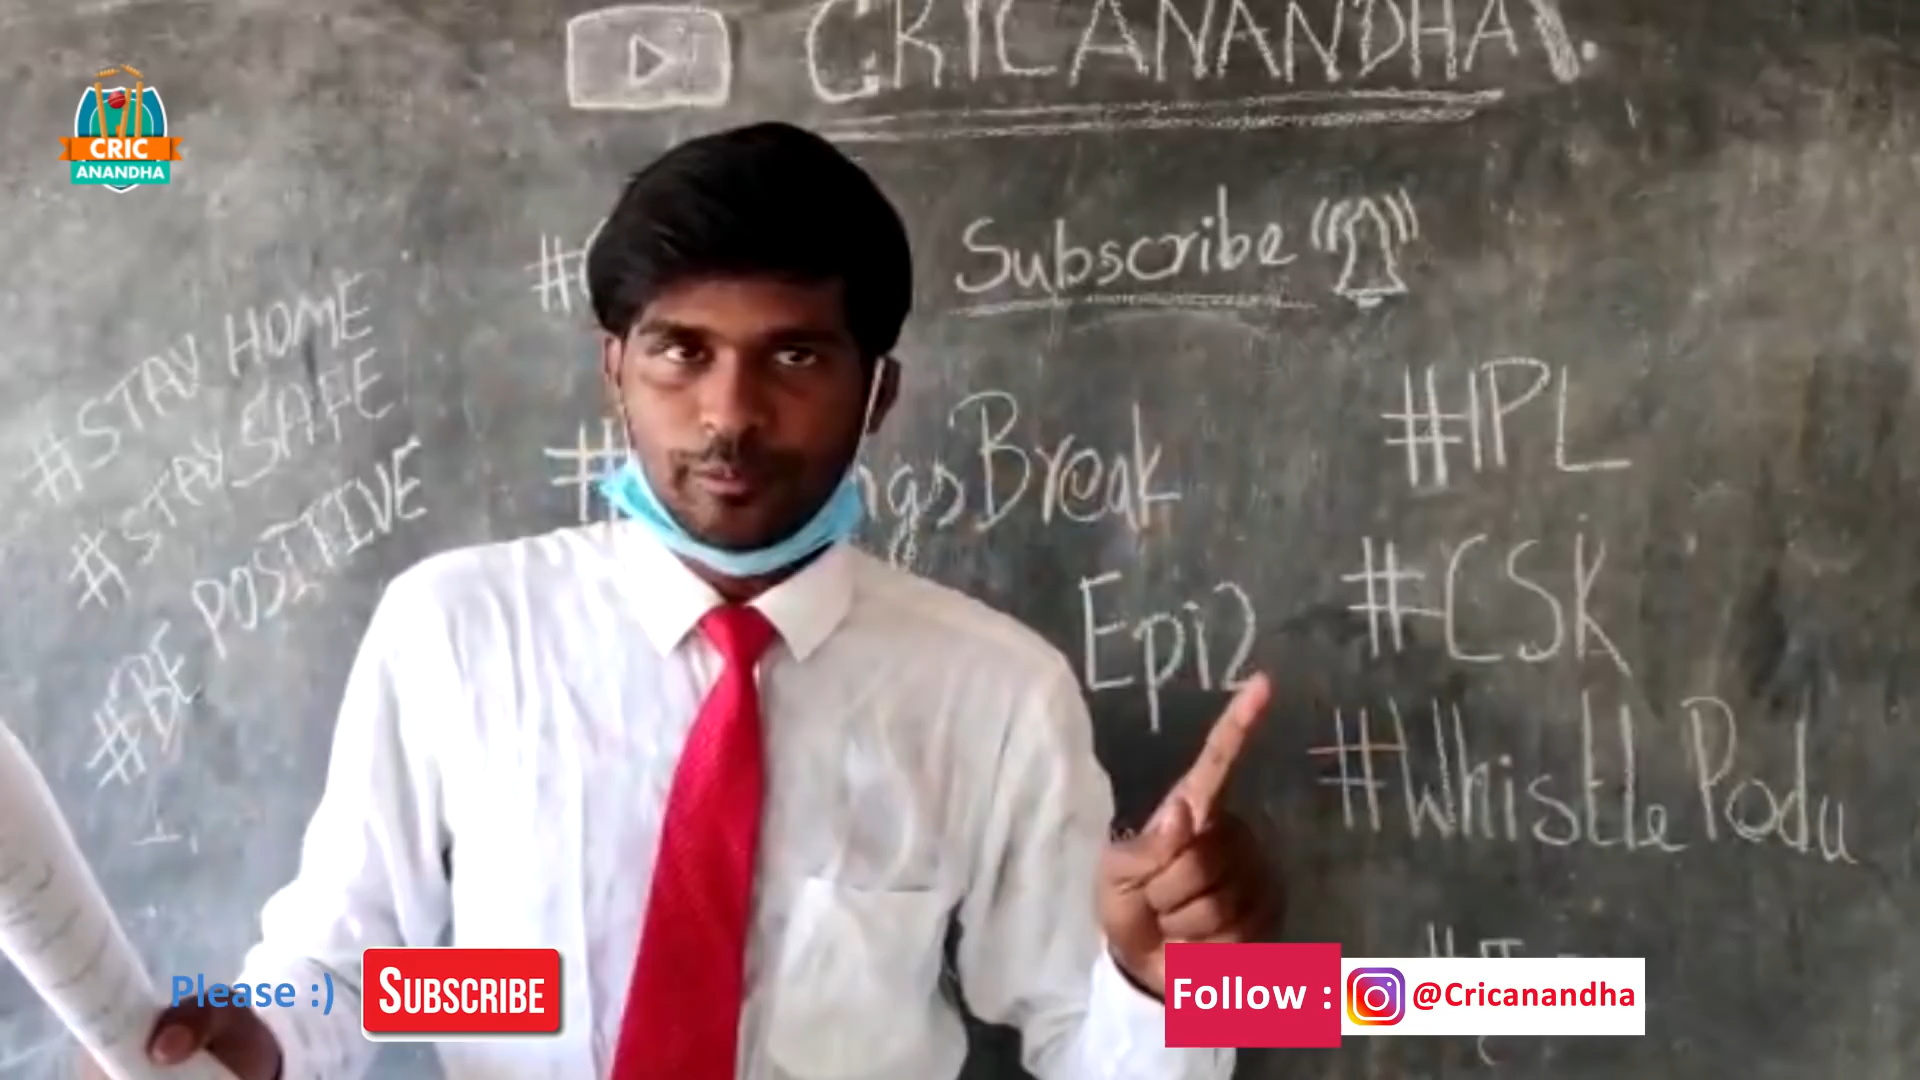 CRICANANDHA
CRIC
ANANDHA
Subscribe
#STAY HOME
#STAY SAFE
#BE POSITIVE
#IPL
Break
Epi2
#CSK
#WhistlePodu
Please :)
SUBSCRIBE
Follow :
@Cricanandha